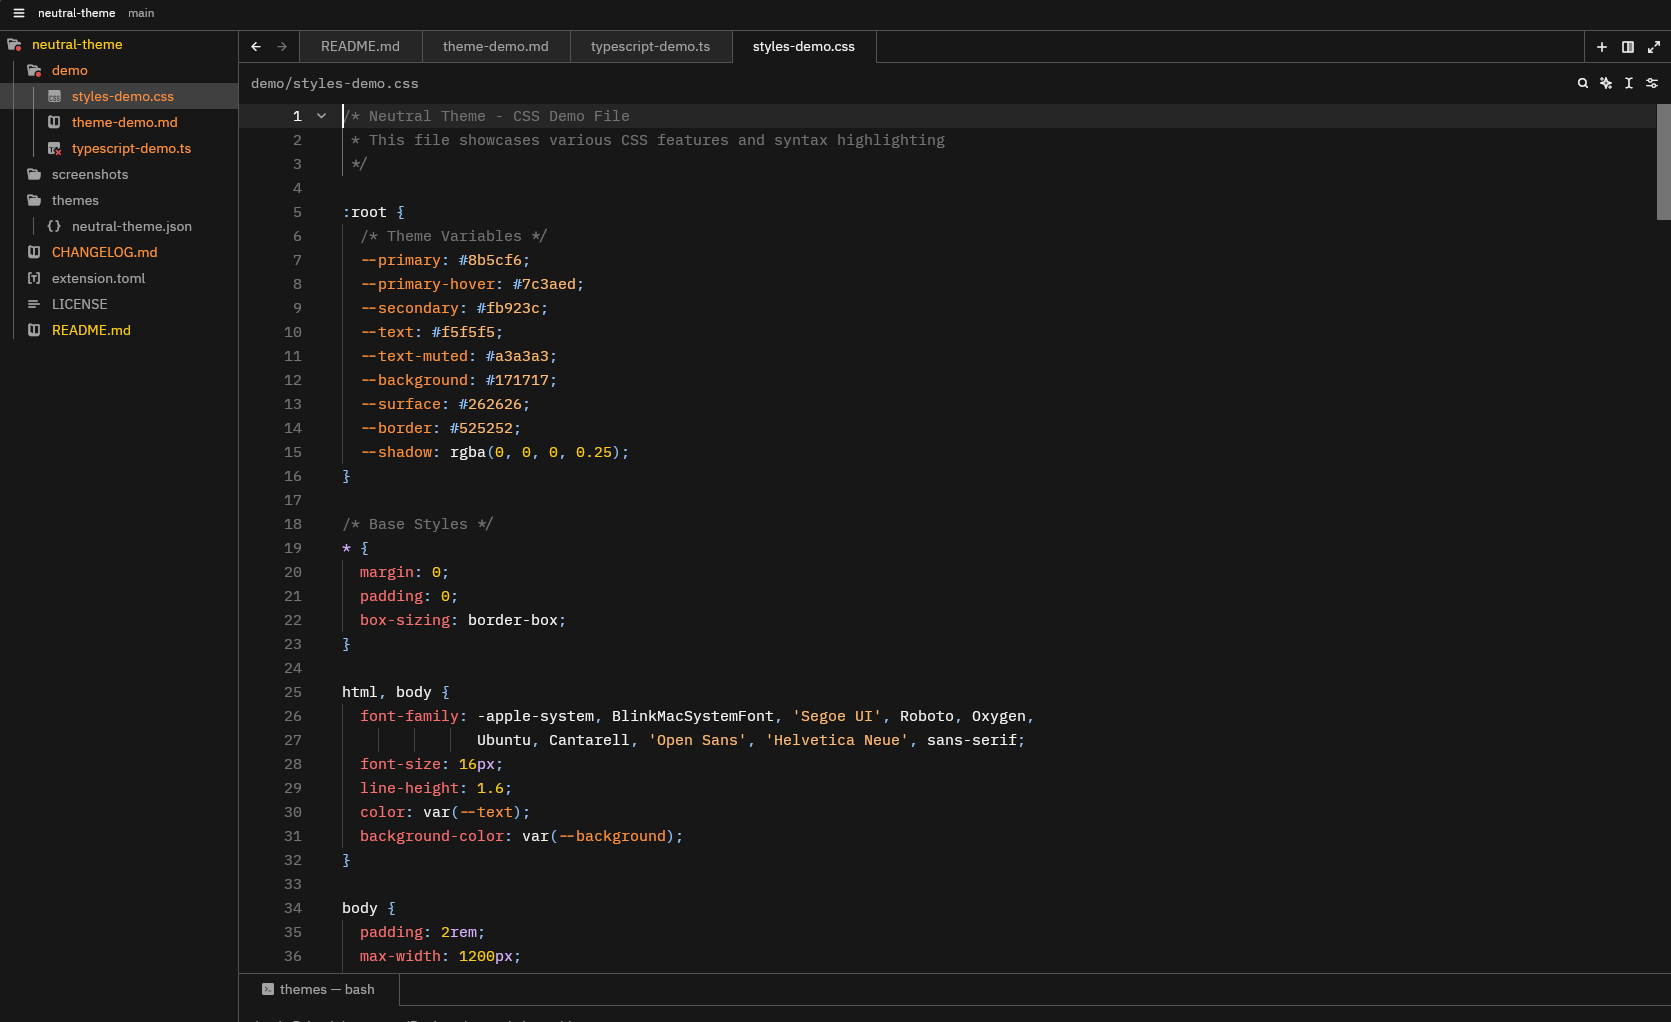 neutral-theme main
neutral-theme
demo
styles-demo.css
theme-demo.md
typescript-demo.ts
screenshots
themes
neutral-theme.json
CHANGELOG.md
extension.toml
LICENSE
README.md
README.md theme-demo.md typescript-demo.ts styles-demo.css
demo/styles-demo.css
1 /* Neutral Theme - CSS Demo File
2 * This file showcases various CSS features and syntax highlighting
3 */
4
5 :root {
6 /* Theme Variables */
7 --primary: #8b5cf6;
8 --primary-hover: #7c3aed;
9 --secondary: #fb923c;
10 --text: #f5f5f5;
11 --text-muted: #a3a3a3;
12 --background: #171717;
13 --surface: #262626;
14 --border: #525252;
15 --shadow: rgba(0, 0, 0, 0.25);
16 }
17
18 /* Base Styles */
19 * {
20 margin: 0;
21 padding: 0;
22 box-sizing: border-box;
23 }
24
25 html, body {
26 font-family: -apple-system, BlinkMacSystemFont, 'Segoe UI', Roboto, Oxygen,
27 Ubuntu, Cantarell, 'Open Sans', 'Helvetica Neue', sans-serif;
28 font-size: 16px;
29 line-height: 1.6;
30 color: var(--text);
31 background-color: var(--background);
32 }
33
34 body {
35 padding: 2rem;
36 max-width: 1200px;
themes — bash